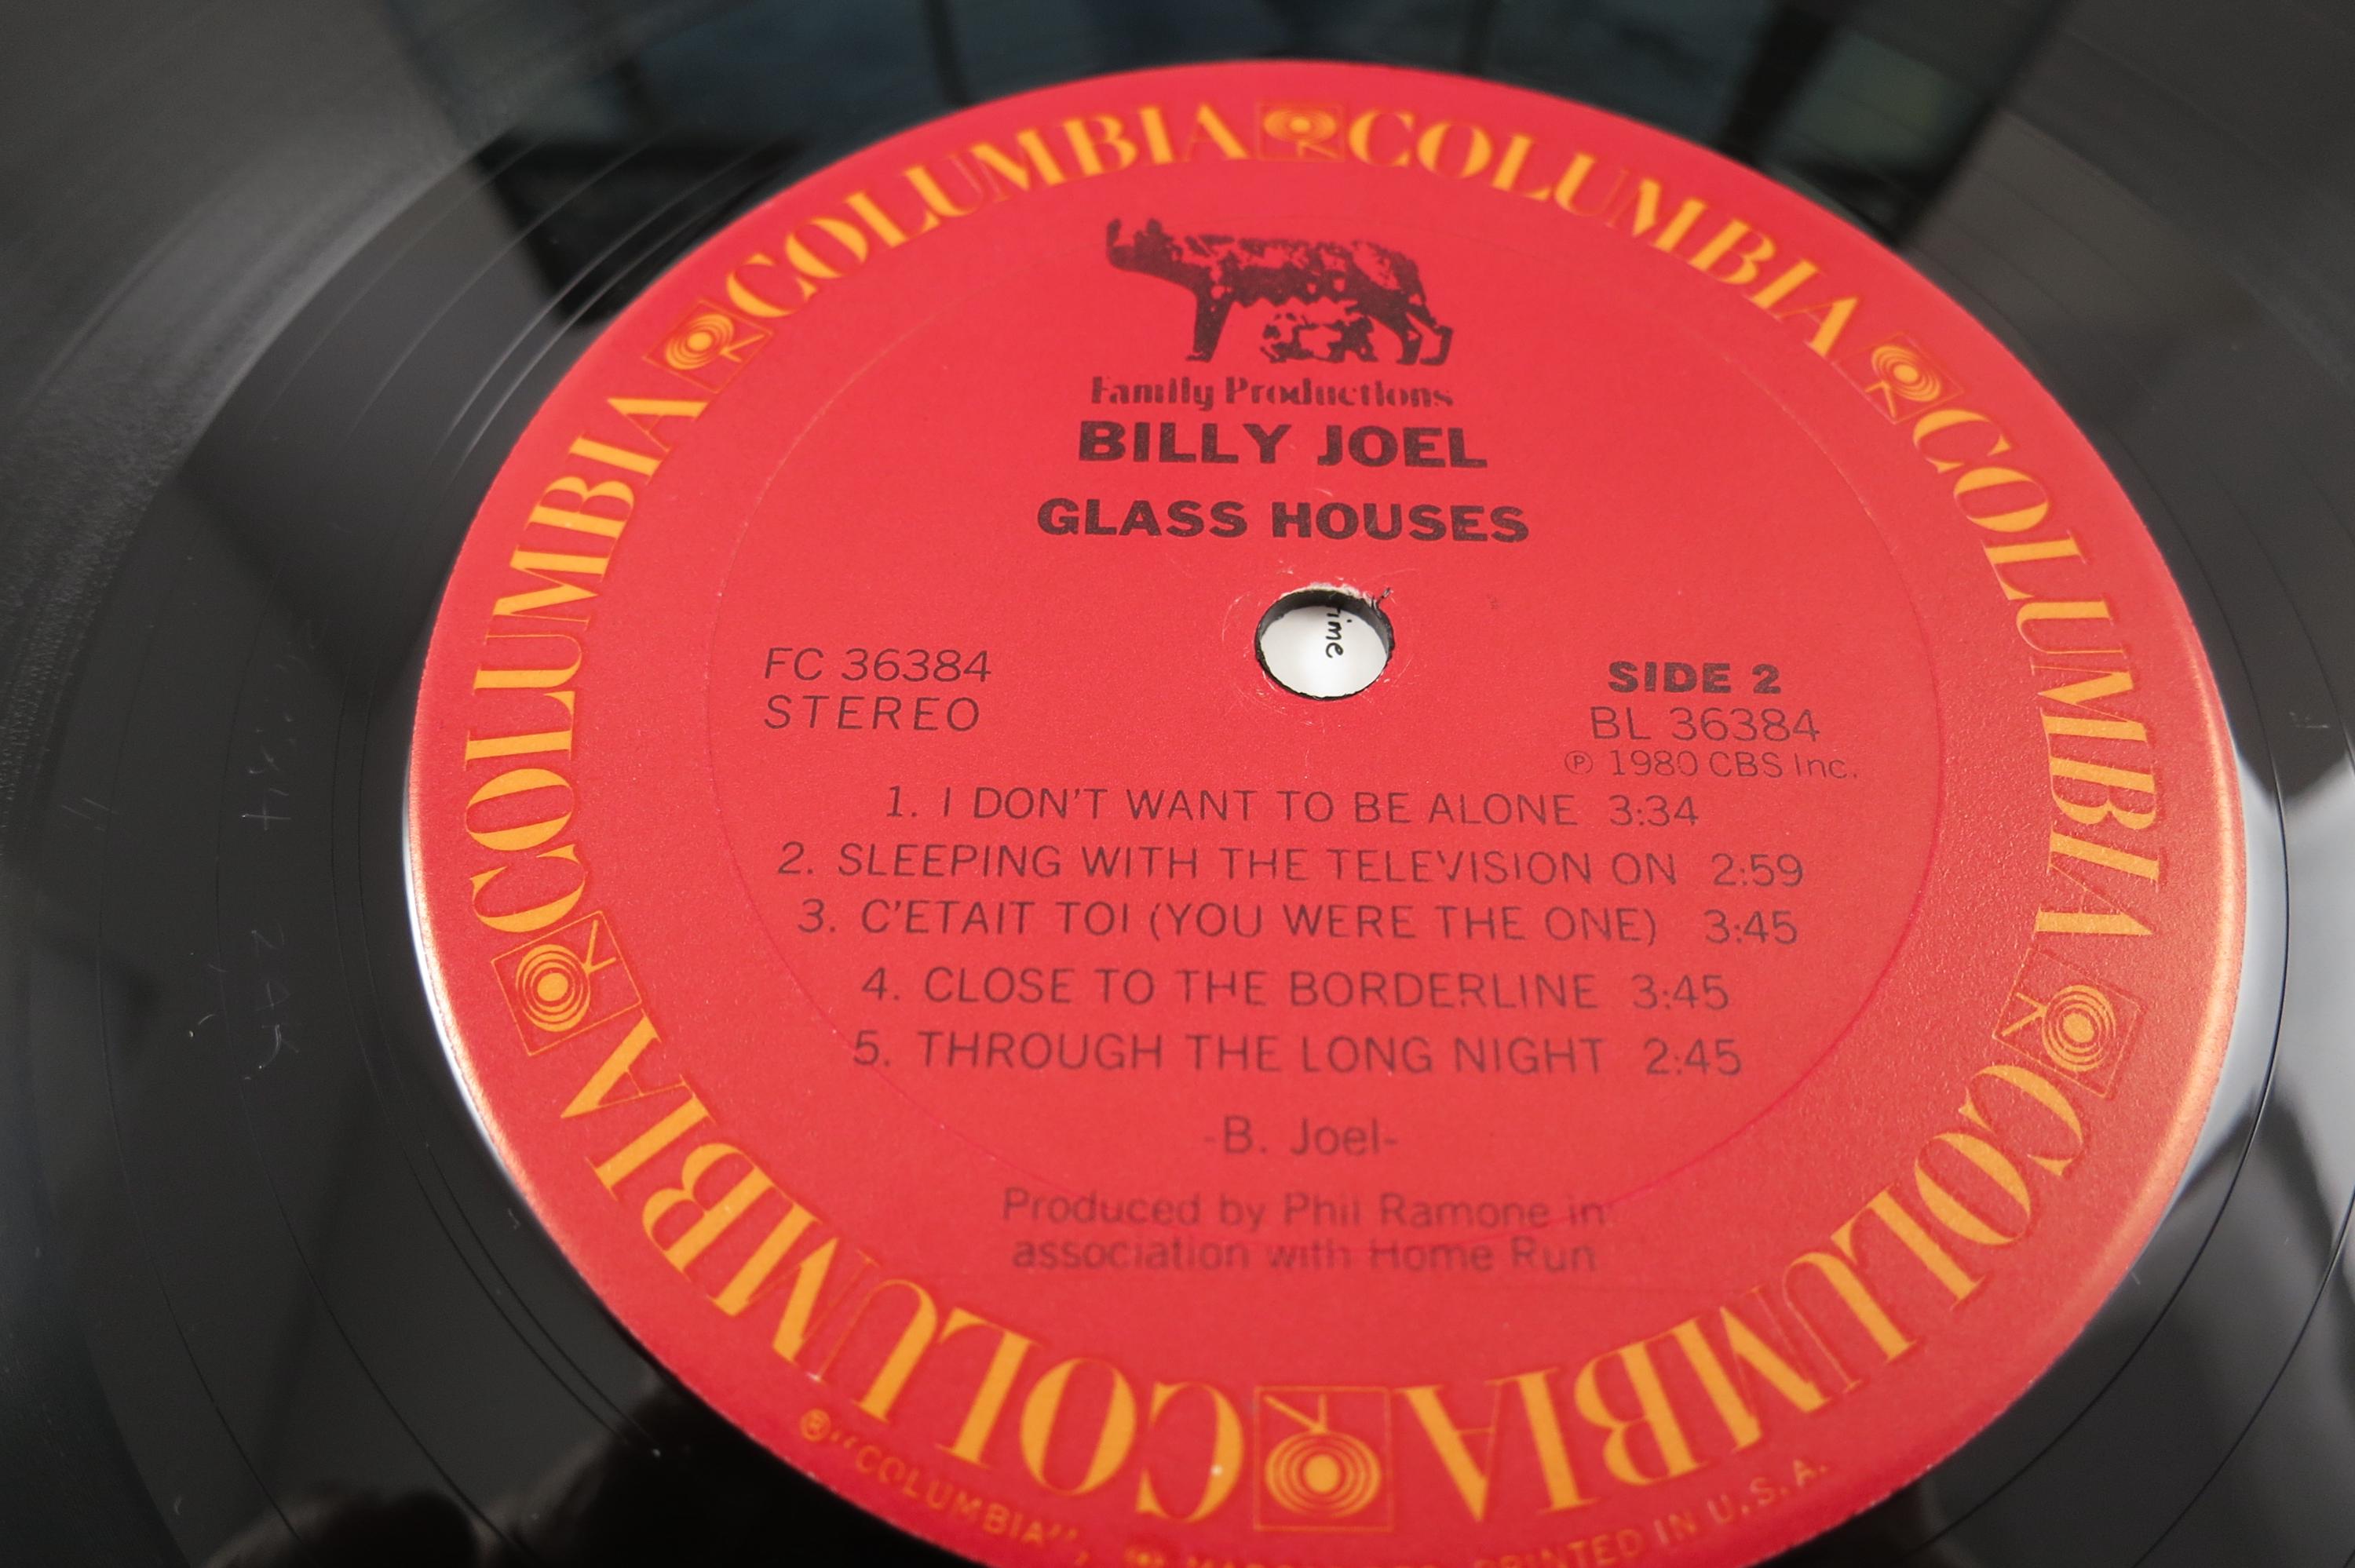 COLUMBIA COLUMBIA COLUMBIA COLUMBIA COLUMBIA COLUMBIA
Family Productions
BILLY JOEL
GLASS HOUSES
ime
FC 36384
STEREO
SIDE 2
BL 36384
Ⓟ 1980 CBS Inc.
1. I DON'T WANT TO BE ALONE 3:34
2. SLEEPING WITH THE TELEVISION ON 2:59
3. C'ETAIT TOI (YOU WERE THE ONE) 3:45
4. CLOSE TO THE BORDERLINE 3:45
5. THROUGH THE LONG NIGHT 2:45
-B. Joel-
Produced by Phil Ramone in
association with Home Run
®"COLUMBIA", PRINTED IN U.S.A.